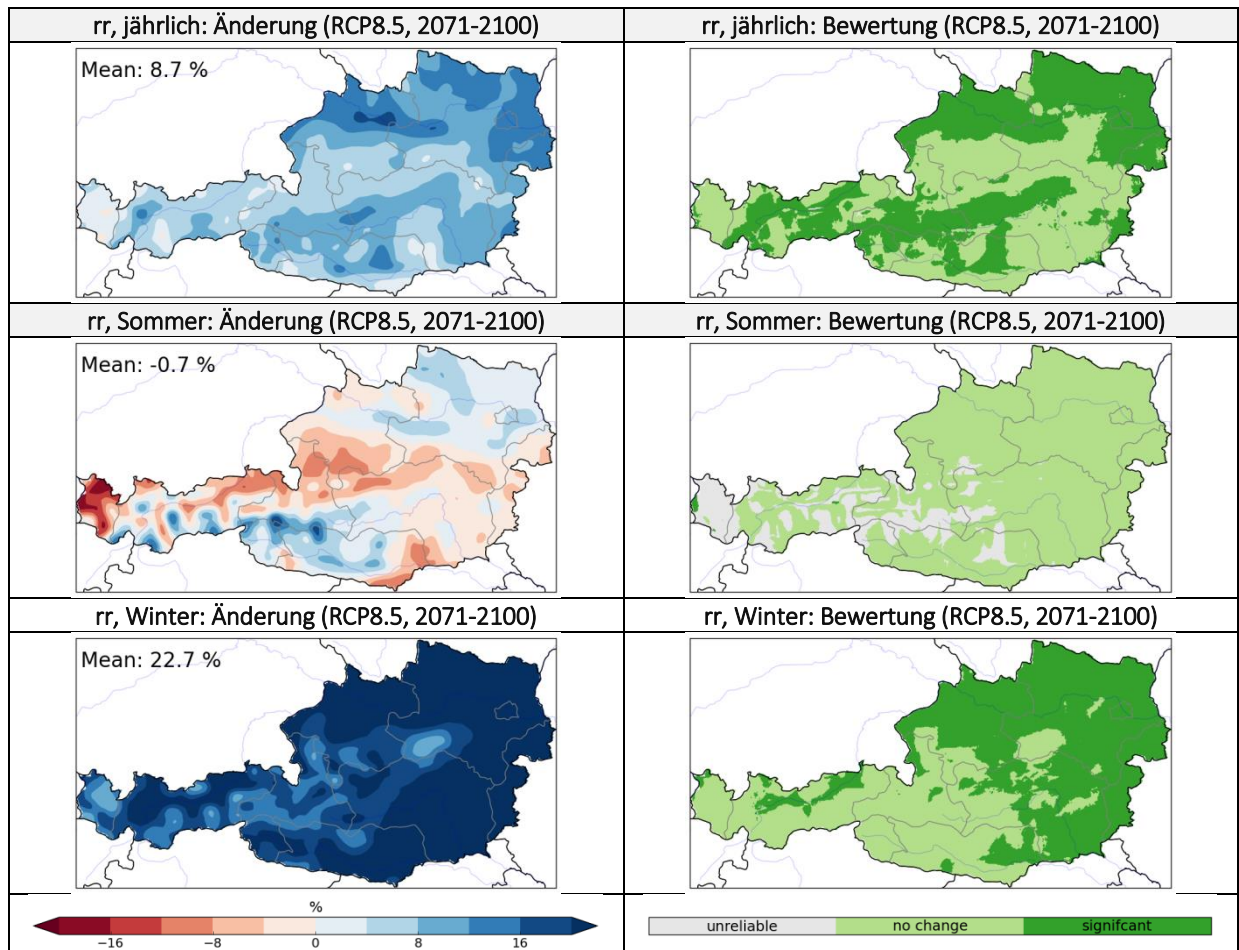 rr, jährlich: Änderung (RCP8.5, 2071-2100)
rr, jährlich: Bewertung (RCP8.5, 2071-2100)
Mean: 8.7 %
rr, Sommer: Änderung (RCP8.5, 2071-2100)
rr, Sommer: Bewertung (RCP8.5, 2071-2100)
Mean: -0.7 %
rr, Winter: Änderung (RCP8.5, 2071-2100)
rr, Winter: Bewertung (RCP8.5, 2071-2100)
Mean: 22.7 %
%
−16 −8 0 8 16
unreliable no change signifcant